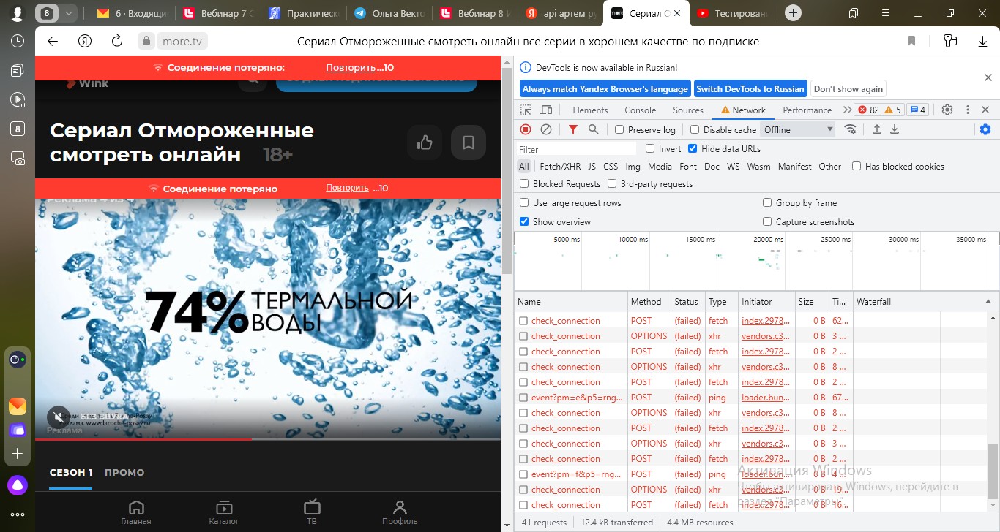 8
6 · Входящи
Вебинар 7 С
Практическ
Ольга Векто
Вебинар 8 И
api артем ру
Сериал О
Тестирован
more.tv
Сериал Отмороженные смотреть онлайн все серии в хорошем качестве по подписке
8
Соединение потеряно:
Повторить ...10
Wink
Сериал Отмороженные
смотреть онлайн 18+
Соединение потеряно
Повторить ...10
Реклама 4 из 4
74% ТЕРМАЛЬНОЙ
ВОДЫ
БЕЗ ЗВУКА
Реклама. www.laroche-posay.ru
Реклама
СЕЗОН 1 ПРОМО
Главная
Каталог
ТВ
Профиль
DevTools is now available in Russian!
Always match Yandex Browser's language
Switch DevTools to Russian
Don't show again
Elements Console Sources Network Performance 82 5 4
Preserve log Disable cache Offline
Filter Invert Hide data URLs
All Fetch/XHR JS CSS Img Media Font Doc WS Wasm Manifest Other Has blocked cookies
Blocked Requests 3rd-party requests
Use large request rows Group by frame
Show overview Capture screenshots
5000 ms 10000 ms 15000 ms 20000 ms 25000 ms 30000 ms 35000 ms
Name Method Status Type Initiator Size Ti... Waterfall
check_connection POST (failed) fetch index.2978... 0 B 62...
check_connection OPTIONS (failed) xhr vendors.c3... 0 B 3 ...
check_connection POST (failed) fetch index.2978... 0 B 2 ...
check_connection OPTIONS (failed) xhr vendors.c3... 0 B 8 ...
check_connection POST (failed) fetch index.2978... 0 B 2 ...
event?pm=e&p5=rng... POST (failed) ping loader.bun... 0 B 67...
check_connection OPTIONS (failed) xhr vendors.c3... 0 B 8 ...
check_connection POST (failed) fetch index.2978... 0 B 2 ...
check_connection OPTIONS (failed) xhr vendors.c3... 0 B 3 ...
check_connection POST (failed) fetch index.2978... 0 B 2 ...
event?pm=f&p5=rng... POST (failed) ping loader.bun... 0 B 4 ...
check_connection OPTIONS (failed) xhr vendors.c3... 0 B 19...
check_connection POST (failed) fetch index.2978... 0 B 16...
Активация Windows
Чтобы активировать Windows, перейдите в
раздел "Параметры".
41 requests 12.4 kB transferred 4.4 MB resources